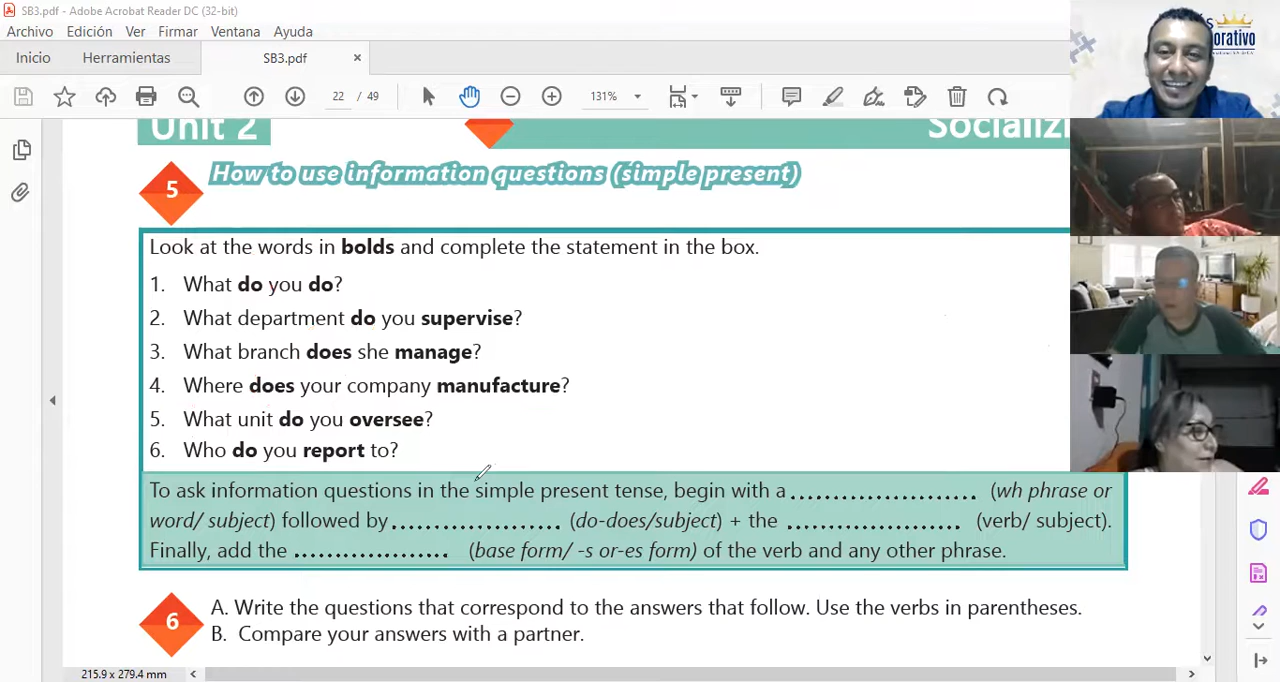 SB3.pdf - Adobe Acrobat Reader DC (32-bit)
Archivo Edición Ver Firmar Ventana Ayuda
Inicio Herramientas SB3.pdf ×
22 / 49 131%
Unit 2
5 How to use information questions (simple present)
Look at the words in bolds and complete the statement in the box.
1. What do you do?
2. What department do you supervise?
3. What branch does she manage?
4. Where does your company manufacture?
5. What unit do you oversee?
6. Who do you report to?
To ask information questions in the simple present tense, begin with a ........................ (wh phrase or
word/ subject) followed by ...................... (do-does/subject) + the ...................... (verb/ subject).
Finally, add the .................... (base form/ -s or-es form) of the verb and any other phrase.
6 A. Write the questions that correspond to the answers that follow. Use the verbs in parentheses.
B. Compare your answers with a partner.
215.9 x 279.4 mm